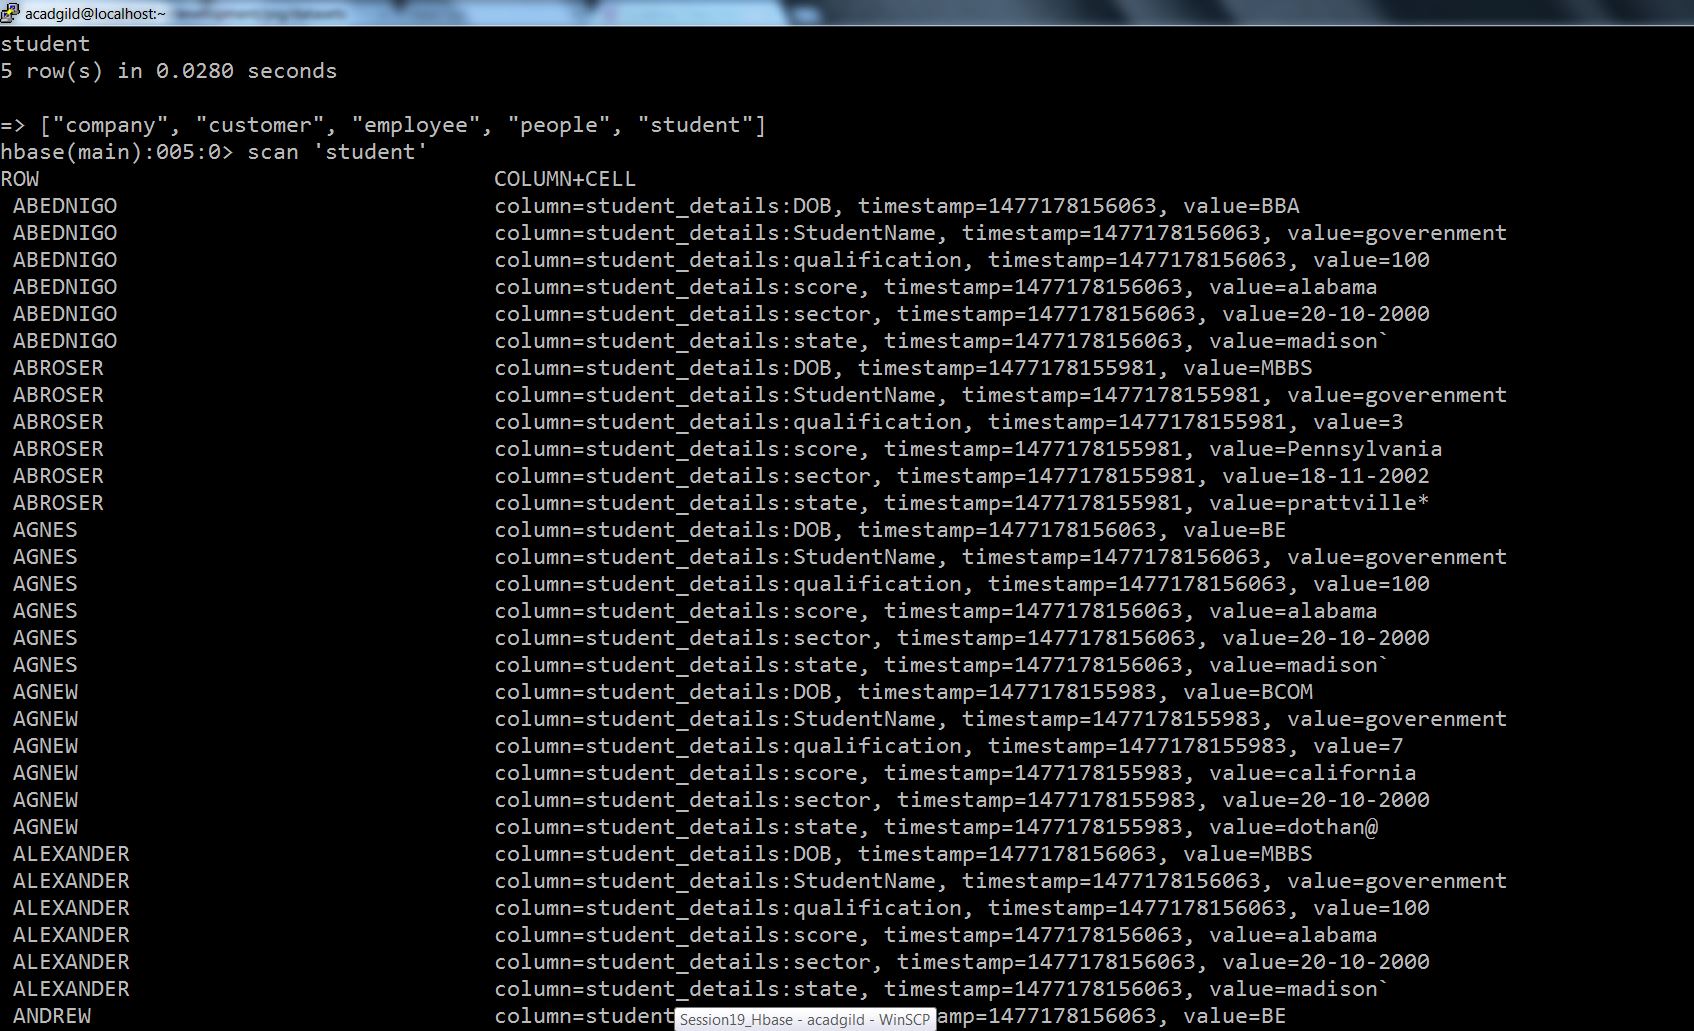 acadgild@localhost:~
student
5 row(s) in 0.0280 seconds
=> ["company", "customer", "employee", "people", "student"]
hbase(main):005:0> scan 'student'
ROW COLUMN+CELL
ABEDNIGO column=student_details:DOB, timestamp=1477178156063, value=BBA
ABEDNIGO column=student_details:StudentName, timestamp=1477178156063, value=goverenment
ABEDNIGO column=student_details:qualification, timestamp=1477178156063, value=100
ABEDNIGO column=student_details:score, timestamp=1477178156063, value=alabama
ABEDNIGO column=student_details:sector, timestamp=1477178156063, value=20-10-2000
ABEDNIGO column=student_details:state, timestamp=1477178156063, value=madison`
ABROSER column=student_details:DOB, timestamp=1477178155981, value=MBBS
ABROSER column=student_details:StudentName, timestamp=1477178155981, value=goverenment
ABROSER column=student_details:qualification, timestamp=1477178155981, value=3
ABROSER column=student_details:score, timestamp=1477178155981, value=Pennsylvania
ABROSER column=student_details:sector, timestamp=1477178155981, value=18-11-2002
ABROSER column=student_details:state, timestamp=1477178155981, value=prattville*
AGNES column=student_details:DOB, timestamp=1477178156063, value=BE
AGNES column=student_details:StudentName, timestamp=1477178156063, value=goverenment
AGNES column=student_details:qualification, timestamp=1477178156063, value=100
AGNES column=student_details:score, timestamp=1477178156063, value=alabama
AGNES column=student_details:sector, timestamp=1477178156063, value=20-10-2000
AGNES column=student_details:state, timestamp=1477178156063, value=madison`
AGNEW column=student_details:DOB, timestamp=1477178155983, value=BCOM
AGNEW column=student_details:StudentName, timestamp=1477178155983, value=goverenment
AGNEW column=student_details:qualification, timestamp=1477178155983, value=7
AGNEW column=student_details:score, timestamp=1477178155983, value=california
AGNEW column=student_details:sector, timestamp=1477178155983, value=20-10-2000
AGNEW column=student_details:state, timestamp=1477178155983, value=dothan@
ALEXANDER column=student_details:DOB, timestamp=1477178156063, value=MBBS
ALEXANDER column=student_details:StudentName, timestamp=1477178156063, value=goverenment
ALEXANDER column=student_details:qualification, timestamp=1477178156063, value=100
ALEXANDER column=student_details:score, timestamp=1477178156063, value=alabama
ALEXANDER column=student_details:sector, timestamp=1477178156063, value=20-10-2000
ALEXANDER column=student_details:state, timestamp=1477178156063, value=madison`
ANDREW column=student amp=1477178156063, value=BE
Session19_Hbase - acadgild - WinSCP